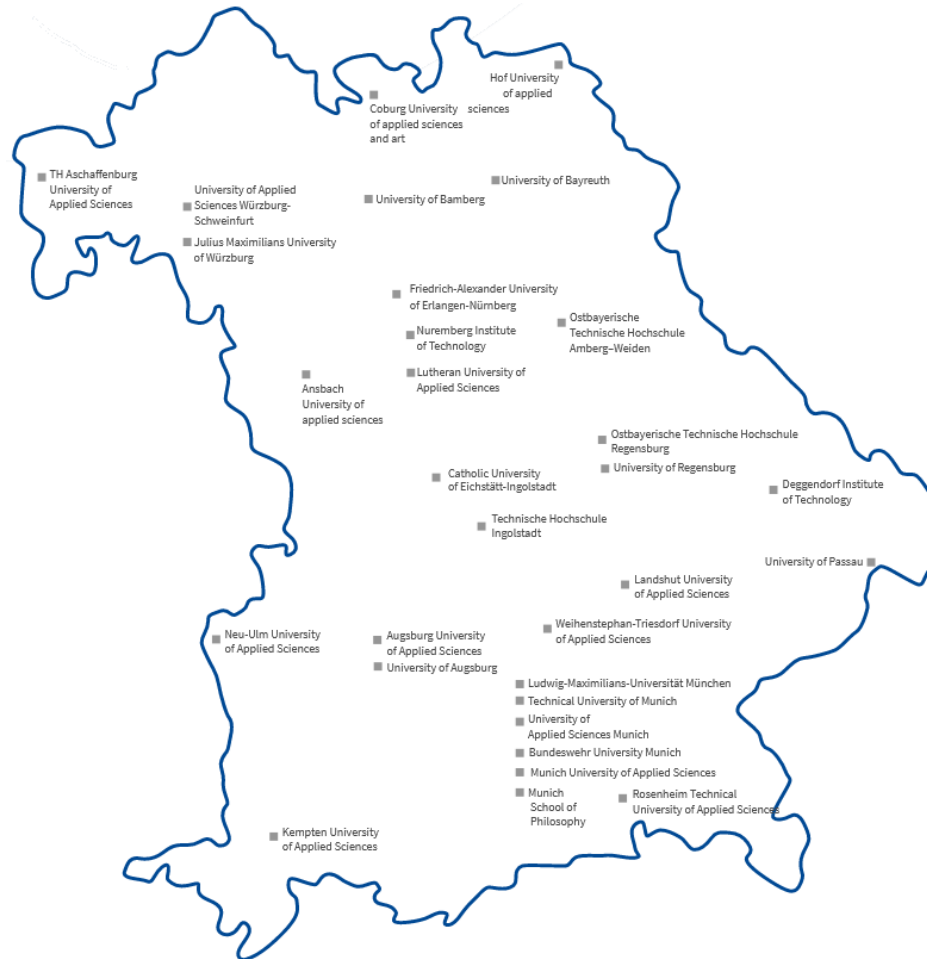 Hof University
of applied
sciences
Coburg University
of applied sciences
and art
TH Aschaffenburg
University of
Applied Sciences
University of Applied
Sciences Würzburg-
Schweinfurt
University of Bamberg
University of Bayreuth
Julius Maximilians University
of Würzburg
Friedrich-Alexander University
of Erlangen-Nürnberg
Ostbayerische
Technische Hochschule
Amberg–Weiden
Nuremberg Institute
of Technology
Lutheran University of
Applied Sciences
Ansbach
University of
applied sciences
Ostbayerische Technische Hochschule
Regensburg
University of Regensburg
Catholic University
of Eichstätt-Ingolstadt
Deggendorf Institute
of Technology
Technische Hochschule
Ingolstadt
University of Passau
Landshut University
of Applied Sciences
Weihenstephan-Triesdorf University
of Applied Sciences
Neu-Ulm University
of Applied Sciences
Augsburg University
of Applied Sciences
University of Augsburg
Ludwig-Maximilians-Universität München
Technical University of Munich
University of
Applied Sciences Munich
Bundeswehr University Munich
Munich University of Applied Sciences
Munich
School of
Philosophy
Rosenheim Technical
University of Applied Sciences
Kempten University
of Applied Sciences